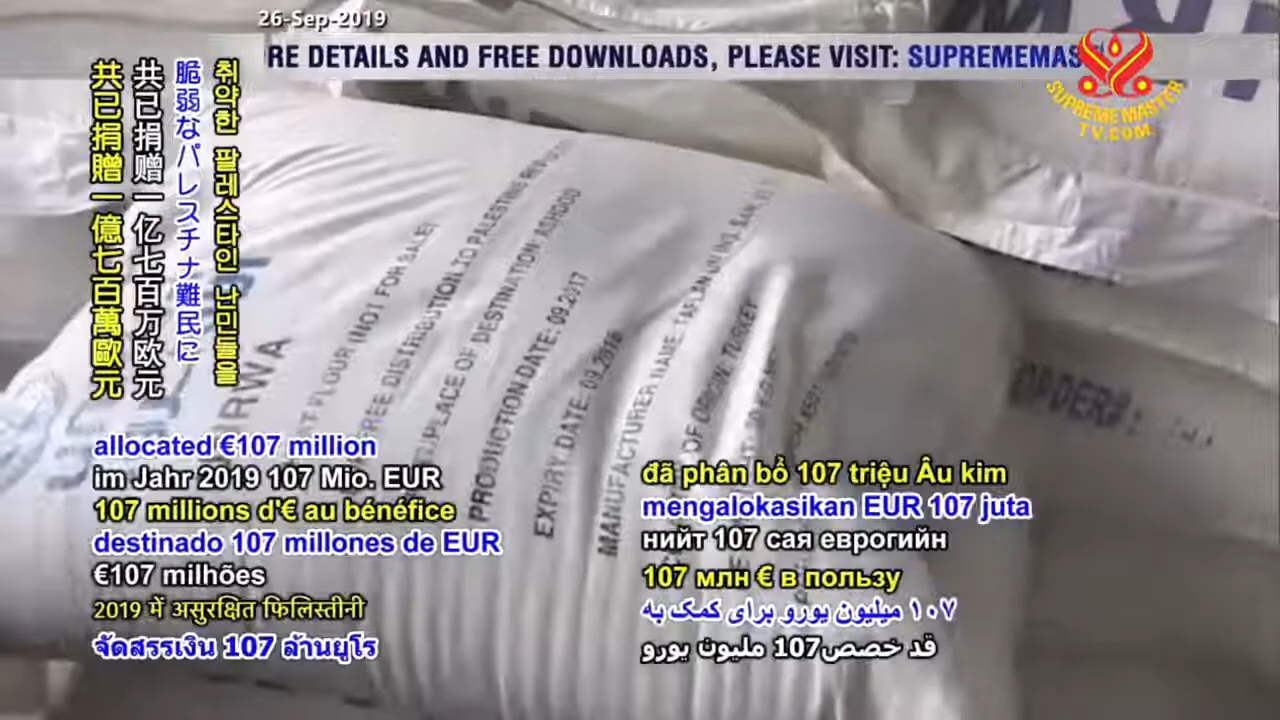 26-Sep-2019
RE DETAILS AND FREE DOWNLOADS, PLEASE VISIT: SUPREMEMAS
SUPREME MASTER
TV.COM
취약한 팔레스타인 난민들을
脆弱なパレスチナ難民に
共已捐赠一亿七百万欧元
共已捐贈一億七百萬歐元
RWA
FLOUR (NOT FOR SALE)
FREE DISTRIBUTION TO PALESTINE
PLACE OF DESTINATION: ASHDOD
PRODUCTION DATE: 09.2017
EXPIRY DATE: 09.2018
MANUFACTURER NAME:
OF ORIGIN: TURKEY
ORDER#:
allocated €107 million
im Jahr 2019 107 Mio. EUR
107 millions d'€ au bénéfice
destinado 107 millones de EUR
€107 milhões
2019 में असुरक्षित फिलिस्तीनी
จัดสรรเงิน 107 ล้านยูโร
đã phân bổ 107 triệu Âu kim
mengalokasikan EUR 107 juta
нийт 107 сая еврогийн
107 млн € в пользу
۱۰۷ میلیون یورو برای کمک به
قد خصص107 مليون يورو